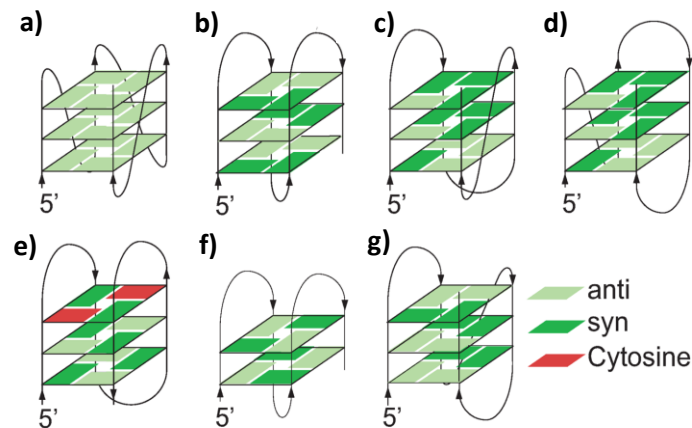 a) b) c) d)
5' 5' 5' 5'
e) f) g)
anti
syn
Cytosine
5' 5' 5'